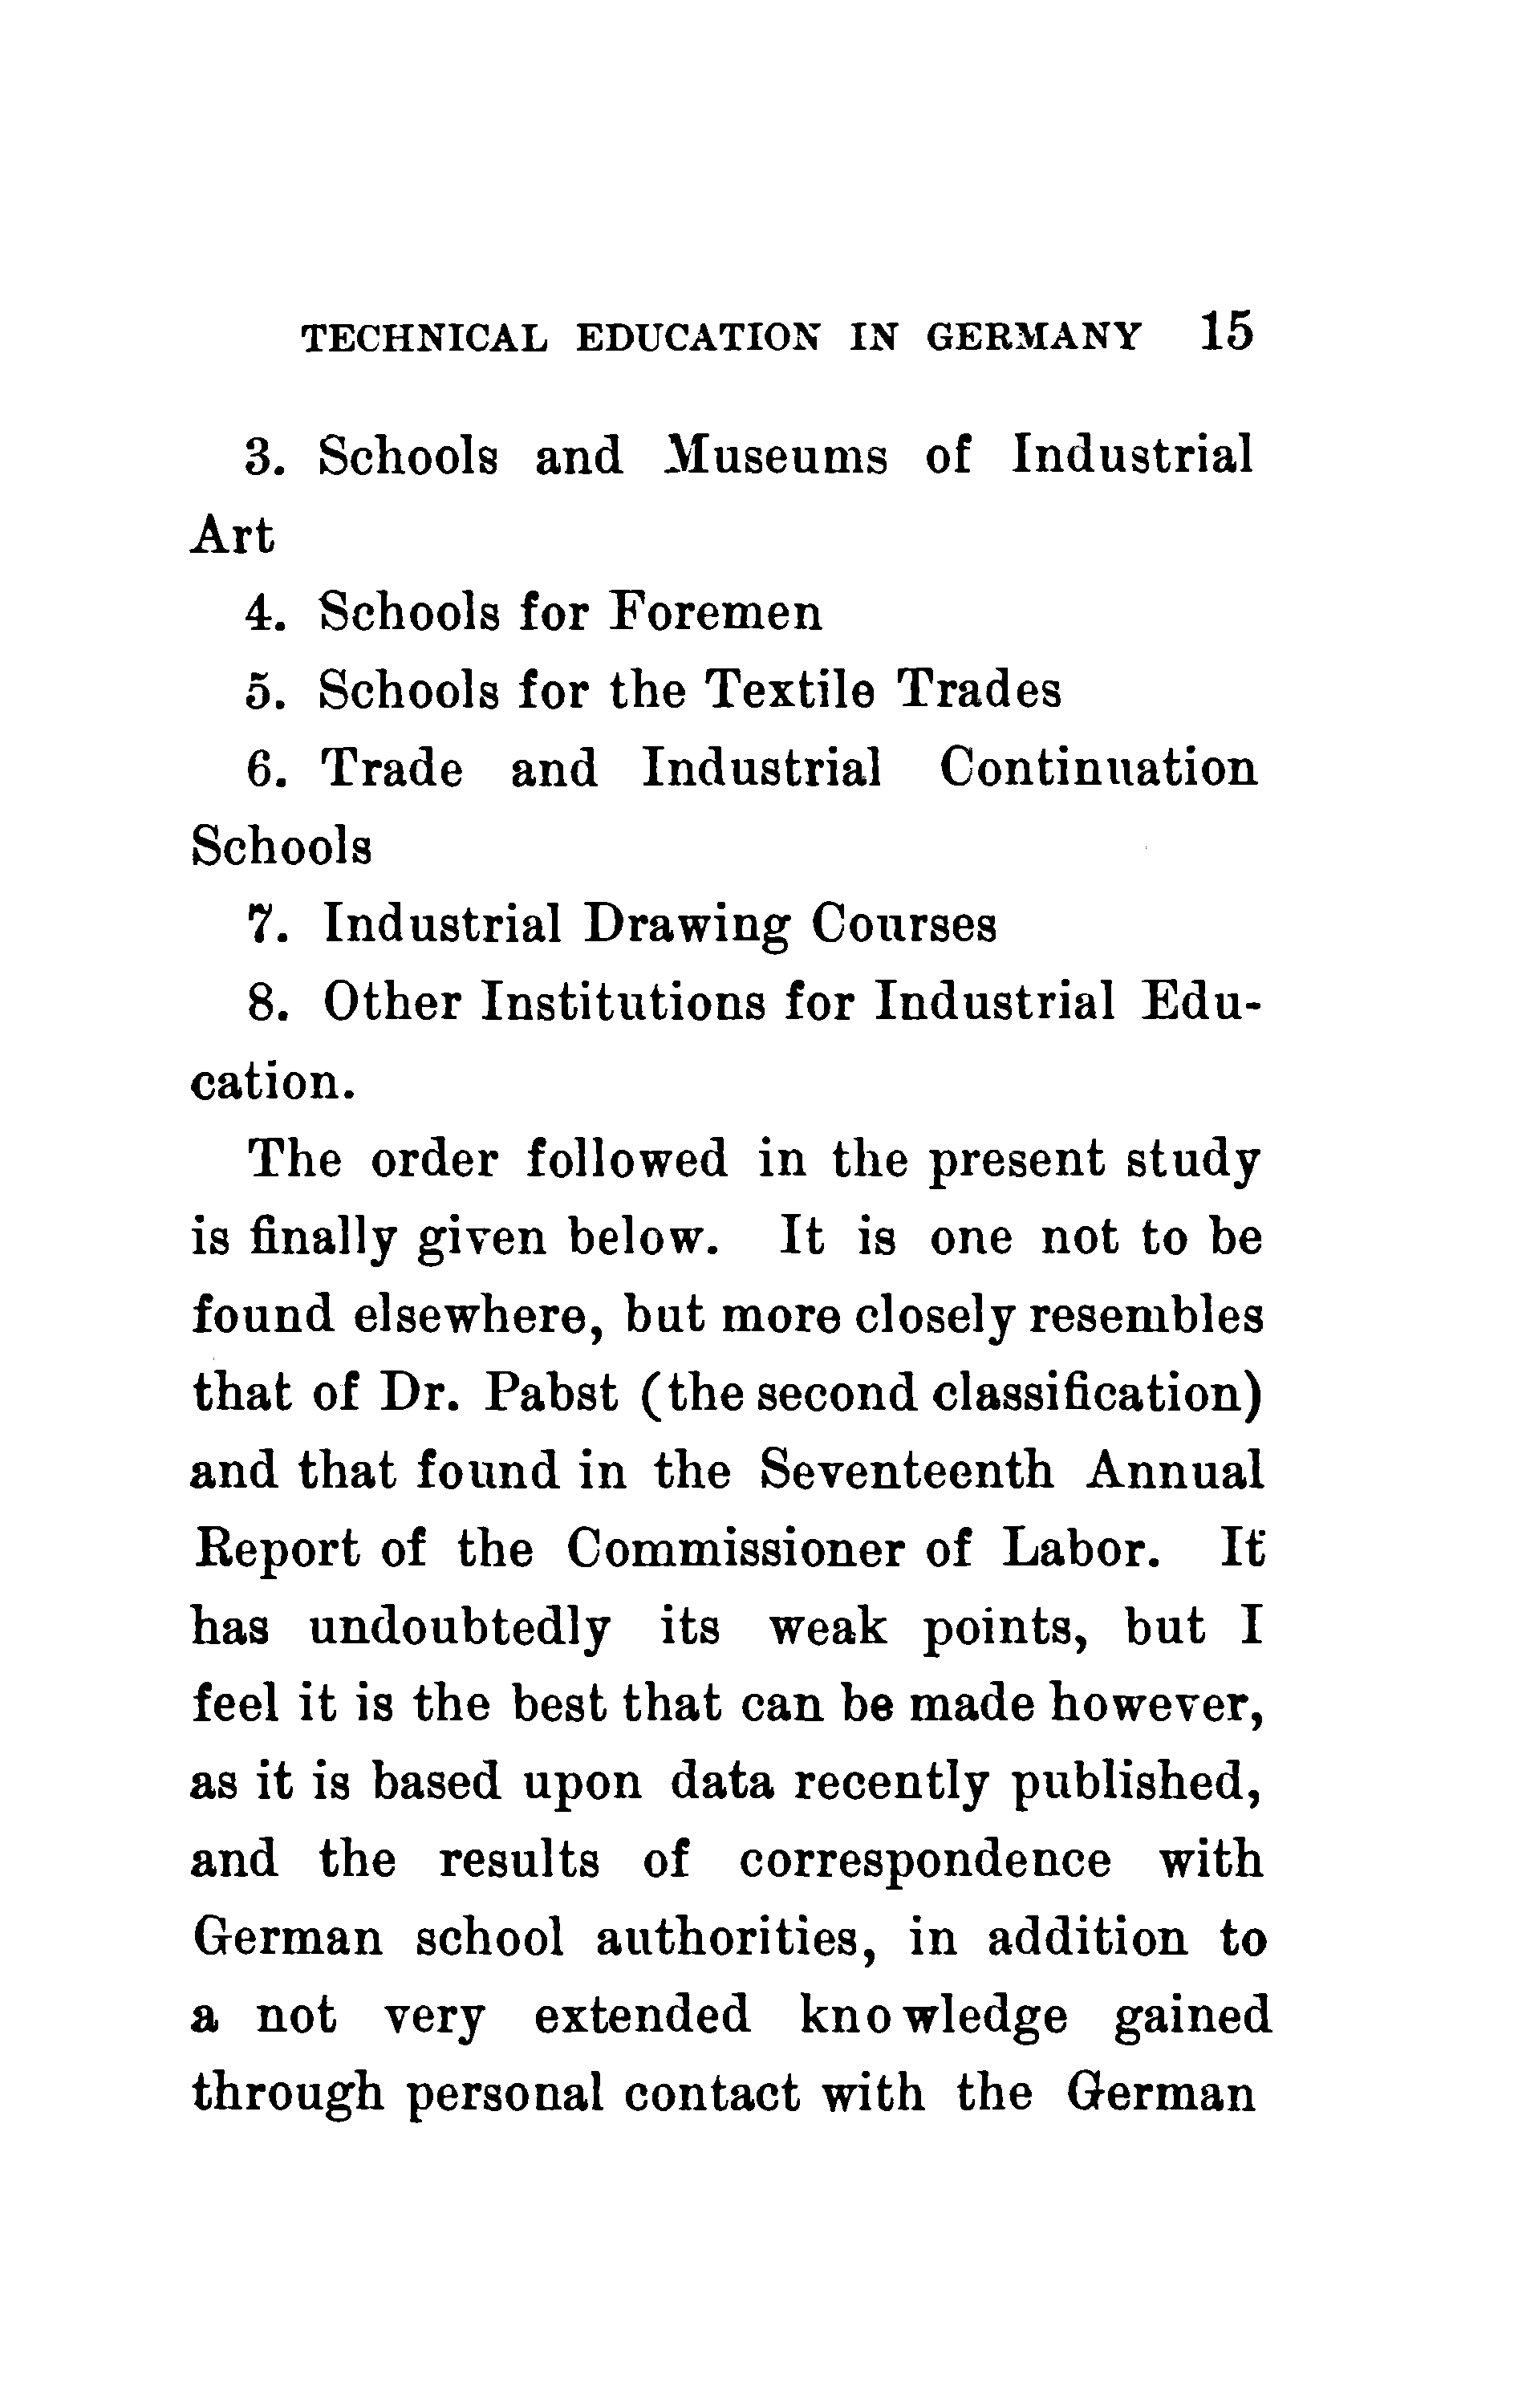 TECHNICAL EDUCATION IN GERMANY 15
3. Schools and Museums of Industrial
Art
4. Schools for Foremen
5. Schools for the Textile Trades
6. Trade and Industrial Continuation
Schools
7. Industrial Drawing Courses
8. Other Institutions for Industrial Edu-
cation.
The order followed in the present study
is finally given below. It is one not to be
found elsewhere, but more closely resembles
that of Dr. Pabst (the second classification)
and that found in the Seventeenth Annual
Report of the Commissioner of Labor. It
has undoubtedly its weak points, but I
feel it is the best that can be made however,
as it is based upon data recently published,
and the results of correspondence with
German school authorities, in addition to
a not very extended knowledge gained
through personal contact with the German